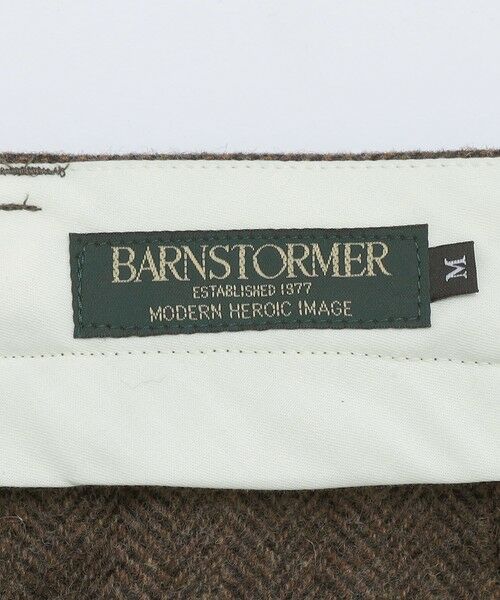 BARNSTORMER
ESTABLISHED 1977
MODERN HEROIC IMAGE
M